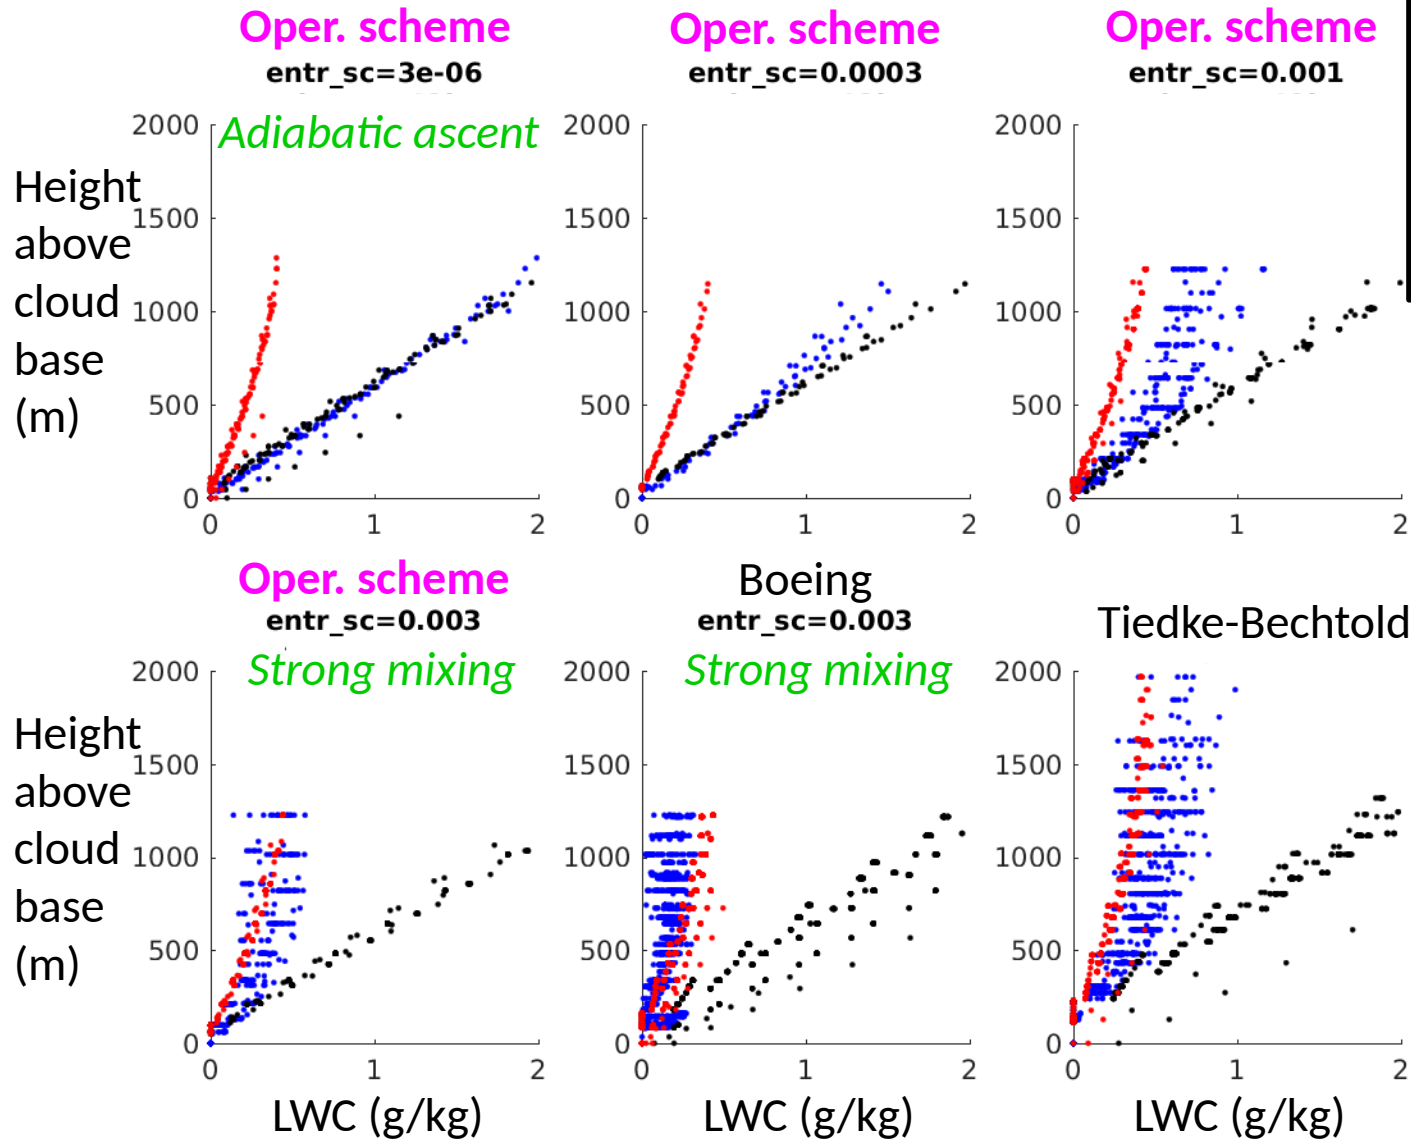 Oper. scheme
entr_sc=3e-06
Oper. scheme
entr_sc=0.0003
Oper. scheme
entr_sc=0.001
Adiabatic ascent
Height
above
cloud
base
(m)
2000
1500
1000
500
0
0 1 2
2000
1500
1000
500
0
0 1 2
2000
1500
1000
500
0
0 1 2
Oper. scheme
entr_sc=0.003
Strong mixing
Boeing
entr_sc=0.003
Strong mixing
Tiedke-Bechtold
Height
above
cloud
base
(m)
2000
1500
1000
500
0
0 1 2
LWC (g/kg)
2000
1500
1000
500
0
0 1 2
LWC (g/kg)
2000
1500
1000
500
0
0 1 2
LWC (g/kg)